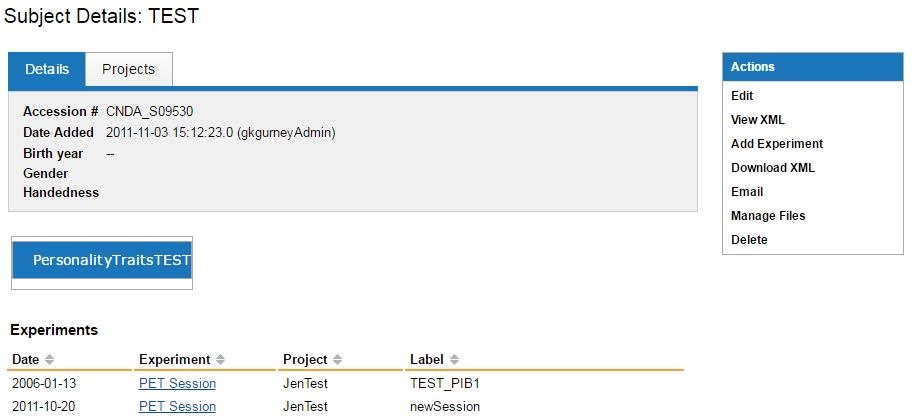 Subject Details: TEST
Details Projects
Accession # CNDA_S09530
Date Added 2011-11-03 15:12:23.0 (gkgurneyAdmin)
Birth year --
Gender
Handedness
PersonalityTraitsTEST
Actions
Edit
View XML
Add Experiment
Download XML
Email
Manage Files
Delete
Experiments
Date Experiment Project Label
2006-01-13 PET Session JenTest TEST_PIB1
2011-10-20 PET Session JenTest newSession